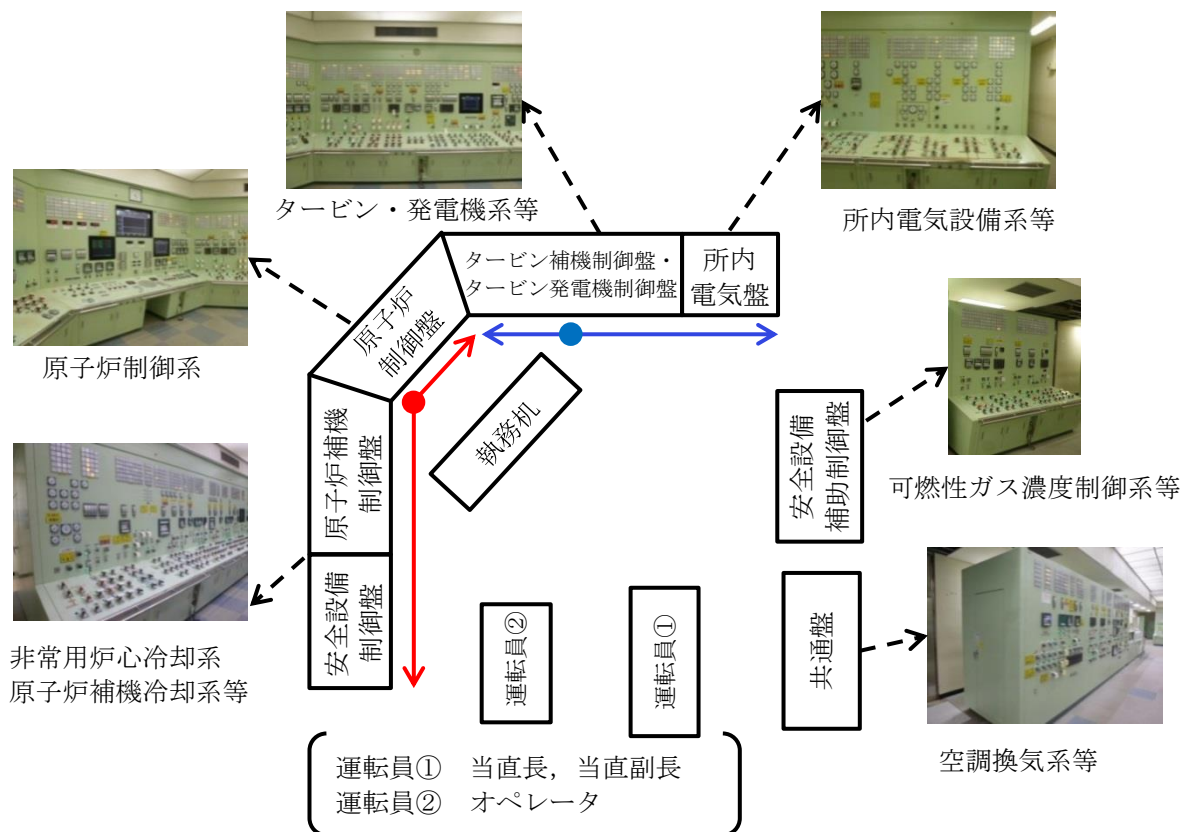 タービン・発電機系等
所内電気設備系等
原子炉制御系
タービン補機制御盤・
タービン発電機制御盤
所内
電気盤
原子炉
制御盤
執務机
原子炉補機
制御盤
安全設備
補助制御盤
可燃性ガス濃度制御系等
安全設備
制御盤
非常用炉心冷却系
原子炉補機冷却系等
運転員②
運転員①
共通盤
空調換気系等
運転員① 当直長，当直副長
運転員② オペレータ